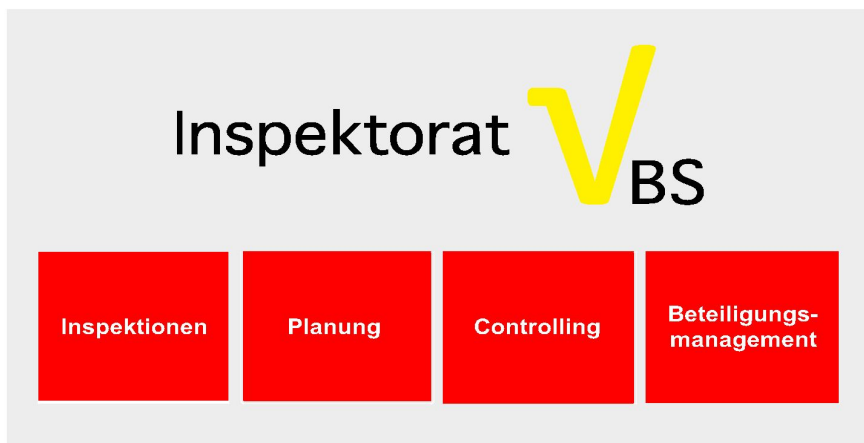 Inspektorat VBS
Inspektionen
Planung
Controlling
Beteiligungs-
management